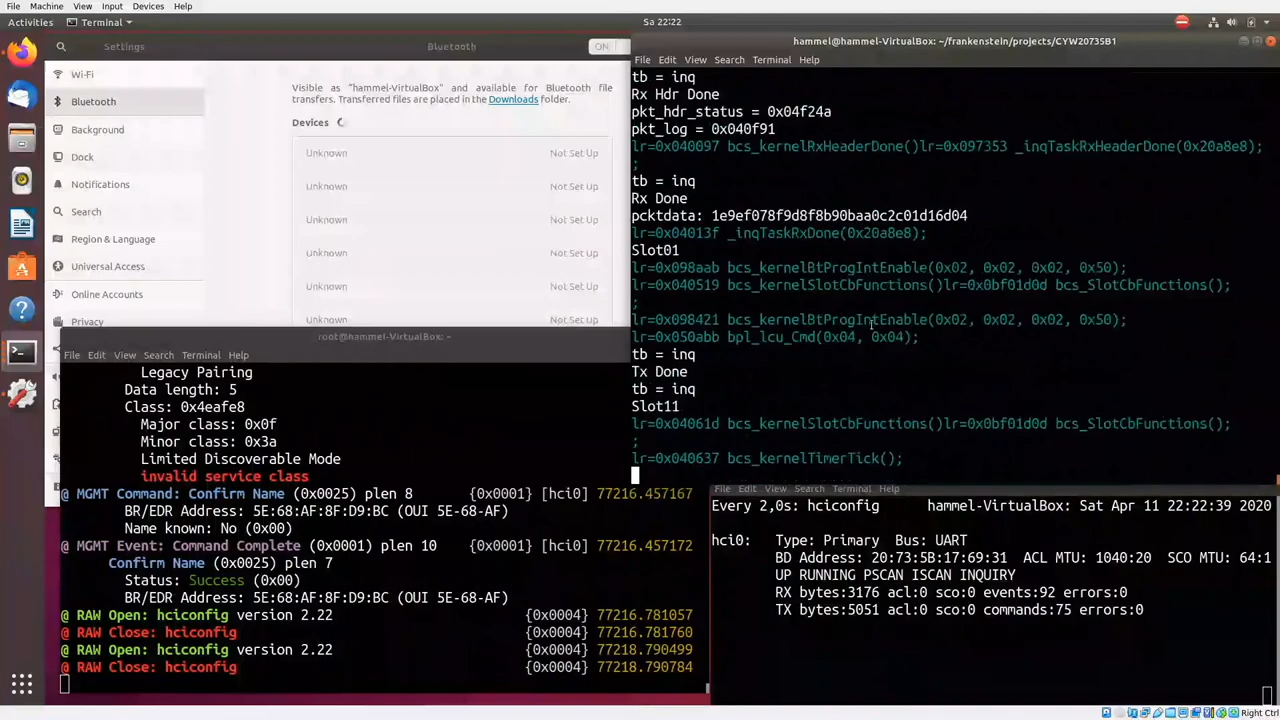 File Machine View Input Devices Help
Activities Terminal Sa 22:22
Settings Bluetooth ON
Wi-Fi
Bluetooth
Background
Dock
Notifications
Search
Region & Language
Universal Access
Online Accounts
Privacy
Visible as "hammel-VirtualBox" and available for Bluetooth file
transfers. Transferred files are placed in the Downloads folder.
Devices
Unknown Not Set Up
Unknown Not Set Up
Unknown Not Set Up
Unknown Not Set Up
Unknown Not Set Up
Unknown Not Set Up
hammel@hammel-VirtualBox: ~/frankenstein/projects/CYW20735B1
File Edit View Search Terminal Help
tb = inq
Rx Hdr Done
pkt_hdr_status = 0x04f24a
pkt_log = 0x040f91
lr=0x040097 bcs_kernelRxHeaderDone()lr=0x097353 _inqTaskRxHeaderDone(0x20a8e8);
;
tb = inq
Rx Done
pcktdata: 1e9ef078f9d8f8b90baa0c2c01d16d04
lr=0x04013f _inqTaskRxDone(0x20a8e8);
Slot01
lr=0x098aab bcs_kernelBtProgIntEnable(0x02, 0x02, 0x02, 0x50);
lr=0x040519 bcs_kernelSlotCbFunctions()lr=0x0bf01d0d bcs_SlotCbFunctions();
;
lr=0x098421 bcs_kernelBtProgIntEnable(0x02, 0x02, 0x02, 0x50);
lr=0x050abb bpl_lcu_Cmd(0x04, 0x04);
tb = inq
Tx Done
tb = inq
Slot11
lr=0x04061d bcs_kernelSlotCbFunctions()lr=0x0bf01d0d bcs_SlotCbFunctions();
;
lr=0x040637 bcs_kernelTimerTick();
root@hammel-VirtualBox: ~
File Edit View Search Terminal Help
Legacy Pairing
Data length: 5
Class: 0x4eafe8
Major class: 0x0f
Minor class: 0x3a
Limited Discoverable Mode
invalid service class
@ MGMT Command: Confirm Name (0x0025) plen 8 {0x0001} [hci0] 77216.457167
BR/EDR Address: 5E:68:AF:8F:D9:BC (OUI 5E-68-AF)
Name known: No (0x00)
@ MGMT Event: Command Complete (0x0001) plen 10 {0x0001} [hci0] 77216.457172
Confirm Name (0x0025) plen 7
Status: Success (0x00)
BR/EDR Address: 5E:68:AF:8F:D9:BC (OUI 5E-68-AF)
@ RAW Open: hciconfig version 2.22 {0x0004} 77216.781057
@ RAW Close: hciconfig {0x0004} 77216.781760
@ RAW Open: hciconfig version 2.22 {0x0004} 77218.790499
@ RAW Close: hciconfig {0x0004} 77218.790784
File Edit View Search Terminal Help
Every 2,0s: hciconfig hammel-VirtualBox: Sat Apr 11 22:22:39 2020
hci0: Type: Primary Bus: UART
BD Address: 20:73:5B:17:69:31 ACL MTU: 1040:20 SCO MTU: 64:1
UP RUNNING PSCAN ISCAN INQUIRY
RX bytes:3176 acl:0 sco:0 events:92 errors:0
TX bytes:5051 acl:0 sco:0 commands:75 errors:0
Right Ctrl